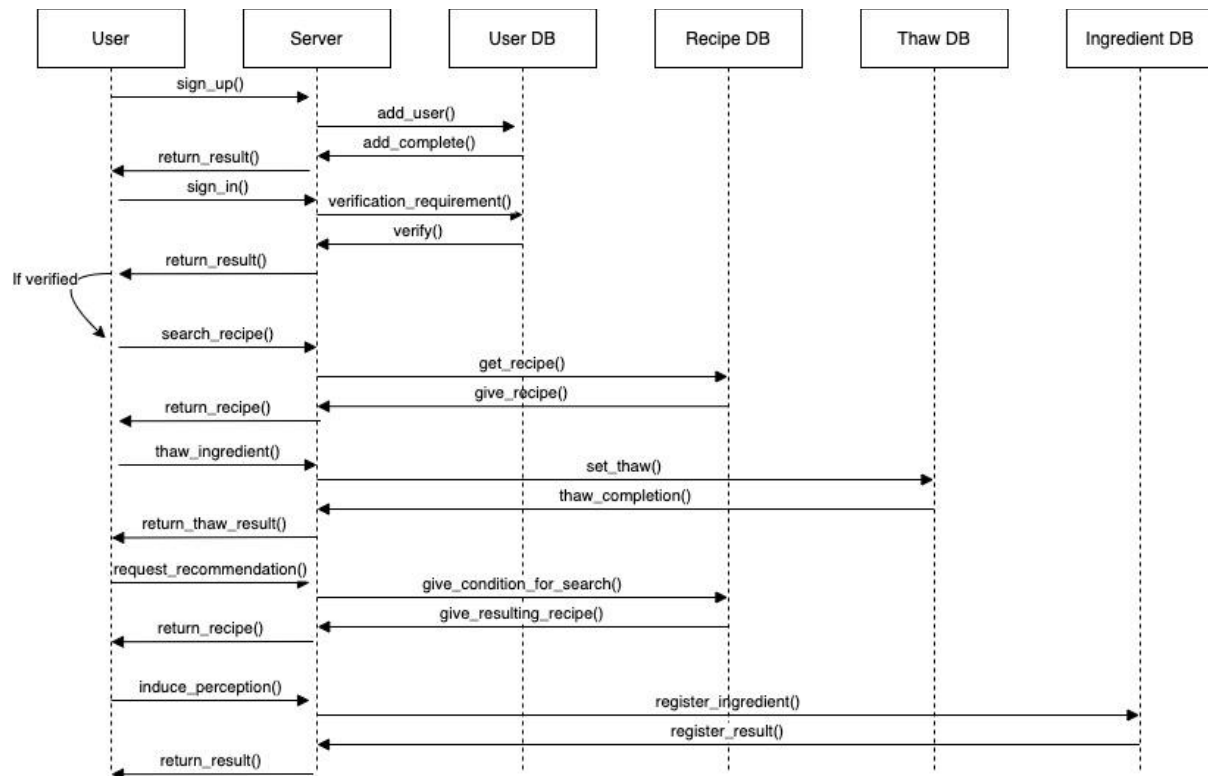 User
Server
User DB
Recipe DB
Thaw DB
Ingredient DB
sign_up()
add_user()
add_complete()
return_result()
sign_in()
verification_requirement()
verify()
return_result()
If verified
search_recipe()
get_recipe()
give_recipe()
return_recipe()
thaw_ingredient()
set_thaw()
thaw_completion()
return_thaw_result()
request_recommendation()
give_condition_for_search()
give_resulting_recipe()
return_recipe()
induce_perception()
register_ingredient()
register_result()
return_result()